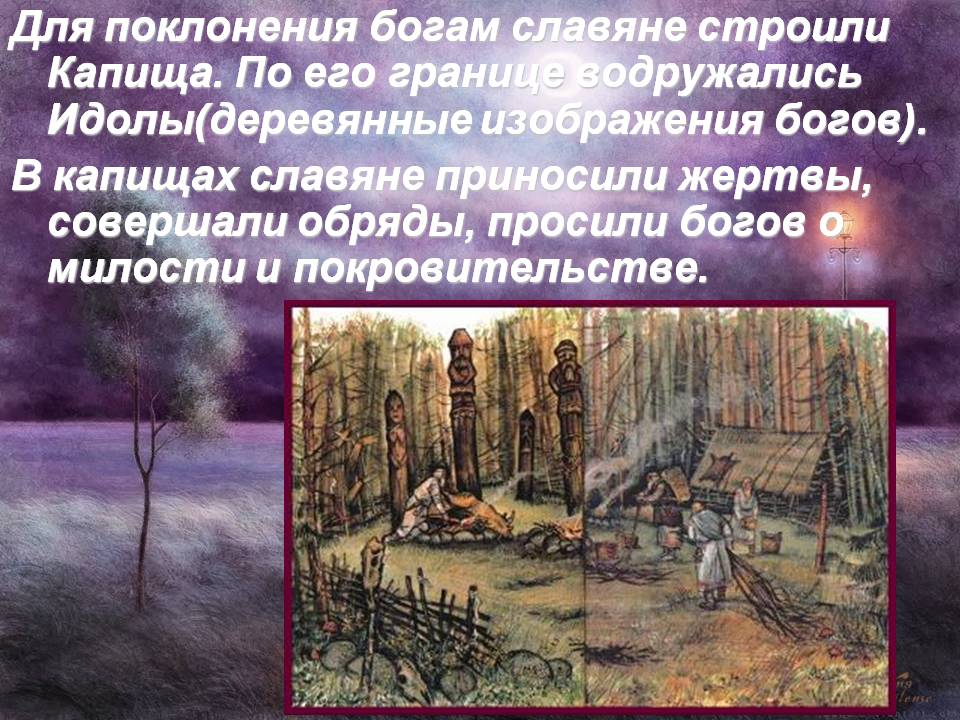 Для поклонения богам славяне строили
Капища. По его границе водружались
Идолы(деревянные изображения богов).
В капищах славяне приносили жертвы,
совершали обряды, просили богов о
милости и покровительстве.